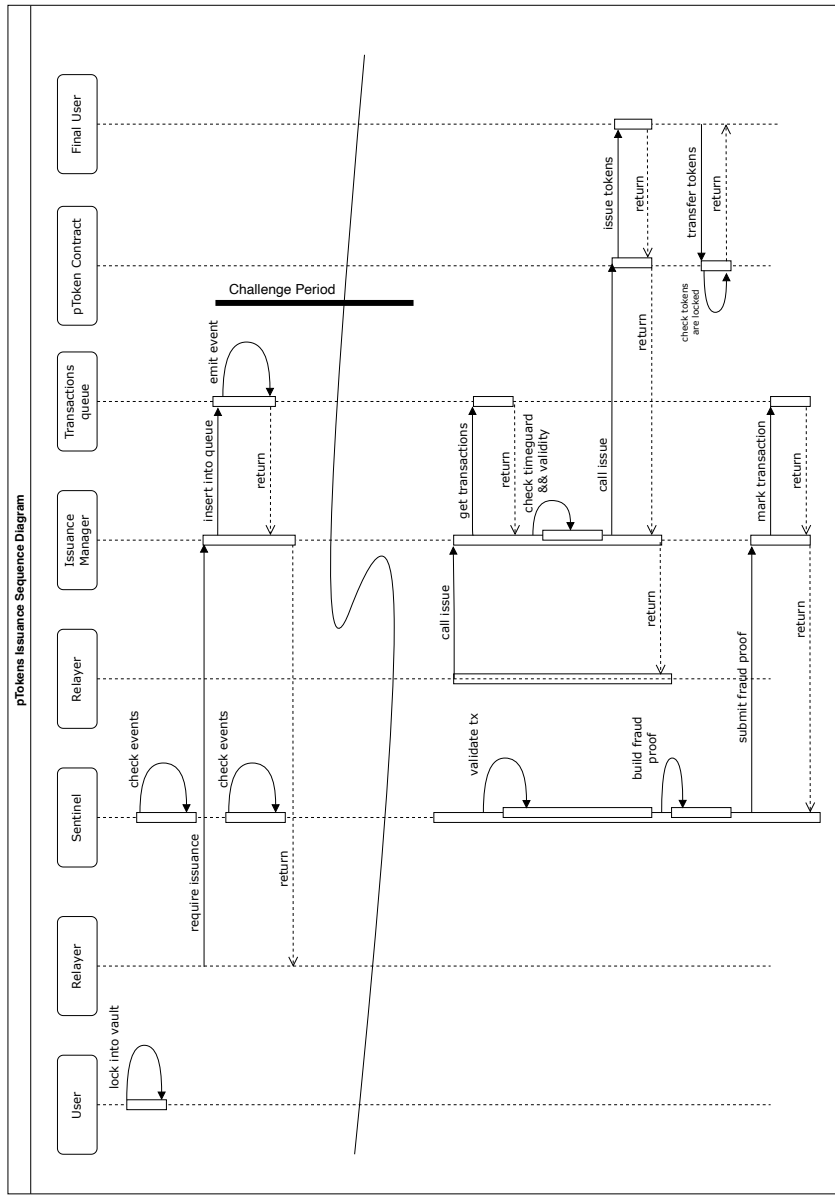 pTokens Issuance Sequence Diagram
User
Relayer
Sentinel
Relayer
Issuance
Manager
Transactions
queue
pToken Contract
Final User
lock into vault
check events
require issuance
insert into queue
emit event
Challenge Period
check events
return
return
validate tx
call issue
get transactions
return
check timeguard
&& validity
call issue
issue tokens
return
return
return
build fraud
proof
transfer tokens
check tokens
are locked
return
submit fraud proof
mark transaction
return
return